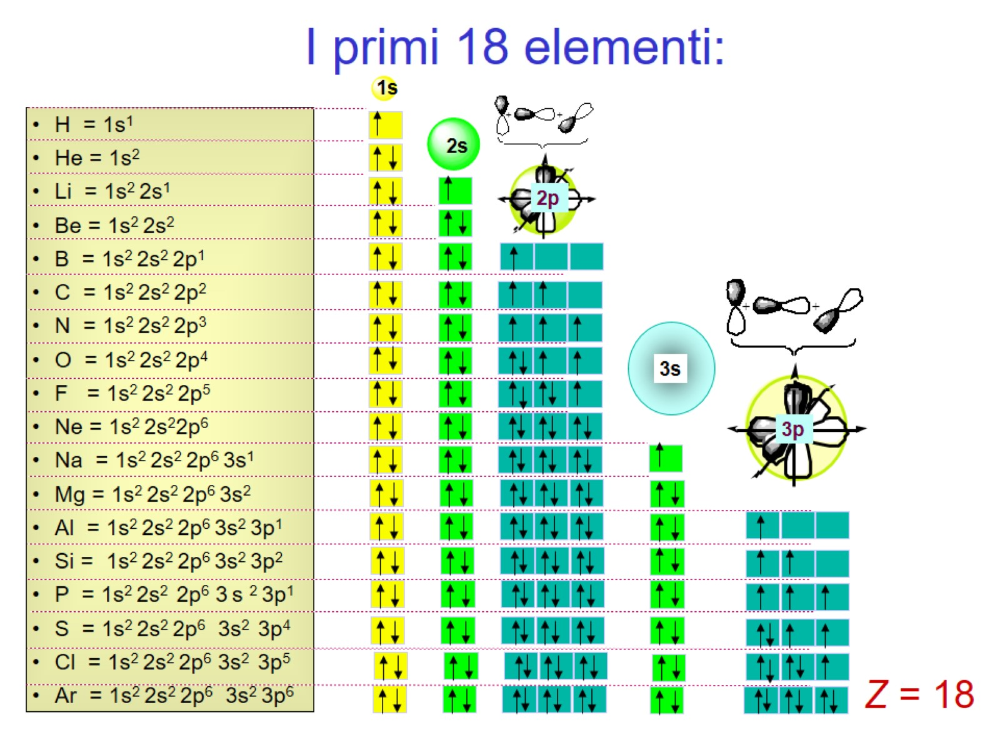 I primi 18 elementi:
1s
• H = 1s¹
2s
• He = 1s²
• Li = 1s² 2s¹
2p
• Be = 1s² 2s²
• B = 1s² 2s² 2p¹
• C = 1s² 2s² 2p²
• N = 1s² 2s² 2p³
• O = 1s² 2s² 2p⁴
3s
• F = 1s² 2s² 2p⁵
• Ne = 1s² 2s²2p⁶
3p
• Na = 1s² 2s² 2p⁶ 3s¹
• Mg = 1s² 2s² 2p⁶ 3s²
• Al = 1s² 2s² 2p⁶ 3s² 3p¹
• Si = 1s² 2s² 2p⁶ 3s² 3p²
• P = 1s² 2s² 2p⁶ 3 s ² 3p¹
• S = 1s² 2s² 2p⁶ 3s² 3p⁴
• Cl = 1s² 2s² 2p⁶ 3s² 3p⁵
• Ar = 1s² 2s² 2p⁶ 3s² 3p⁶
Z = 18